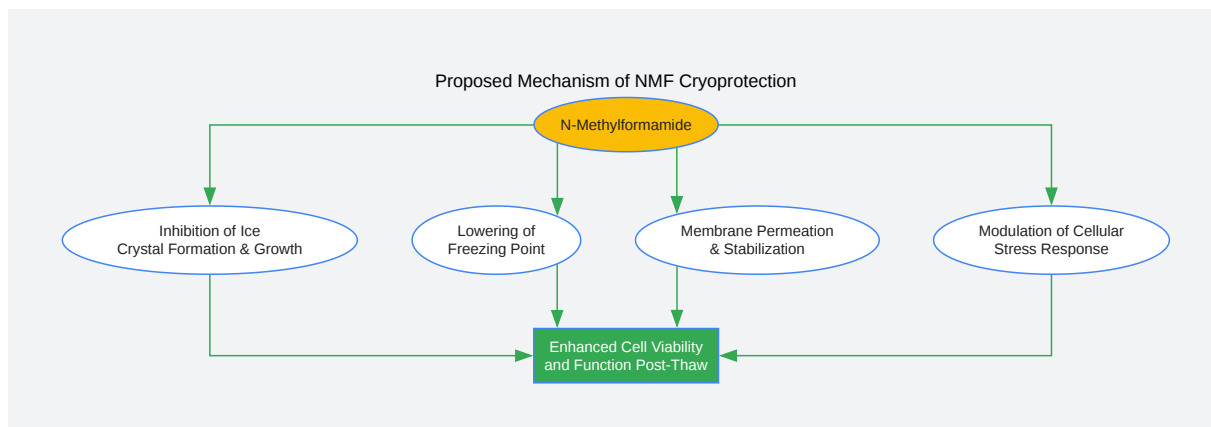 Proposed Mechanism of NMF Cryoprotection
N-Methylformamide
Inhibition of Ice
Crystal Formation & Growth
Lowering of
Freezing Point
Membrane Permeation
& Stabilization
Modulation of Cellular
Stress Response
Enhanced Cell Viability
and Function Post-Thaw